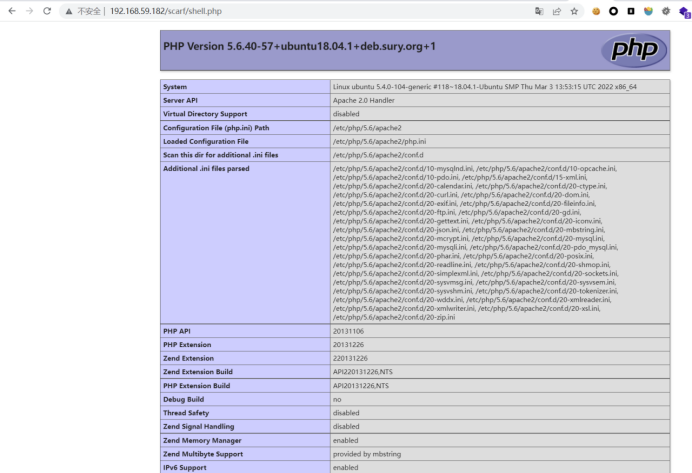 不安全 | 192.168.59.182/scarf/shell.php
PHP Version 5.6.40-57+ubuntu18.04.1+deb.sury.org+1
php
System Linux ubuntu 5.4.0-104-generic #118~18.04.1-Ubuntu SMP Thu Mar 3 13:53:15 UTC 2022 x86_64
Server API Apache 2.0 Handler
Virtual Directory Support disabled
Configuration File (php.ini) Path /etc/php/5.6/apache2
Loaded Configuration File /etc/php/5.6/apache2/php.ini
Scan this dir for additional .ini files /etc/php/5.6/apache2/conf.d
Additional .ini files parsed /etc/php/5.6/apache2/conf.d/10-mysqlnd.ini, /etc/php/5.6/apache2/conf.d/10-opcache.ini,
/etc/php/5.6/apache2/conf.d/10-pdo.ini, /etc/php/5.6/apache2/conf.d/15-xml.ini,
/etc/php/5.6/apache2/conf.d/20-calendar.ini, /etc/php/5.6/apache2/conf.d/20-ctype.ini,
/etc/php/5.6/apache2/conf.d/20-curl.ini, /etc/php/5.6/apache2/conf.d/20-dom.ini,
/etc/php/5.6/apache2/conf.d/20-exif.ini, /etc/php/5.6/apache2/conf.d/20-fileinfo.ini,
/etc/php/5.6/apache2/conf.d/20-ftp.ini, /etc/php/5.6/apache2/conf.d/20-gd.ini,
/etc/php/5.6/apache2/conf.d/20-gettext.ini, /etc/php/5.6/apache2/conf.d/20-iconv.ini,
/etc/php/5.6/apache2/conf.d/20-json.ini, /etc/php/5.6/apache2/conf.d/20-mbstring.ini,
/etc/php/5.6/apache2/conf.d/20-mcrypt.ini, /etc/php/5.6/apache2/conf.d/20-mysql.ini,
/etc/php/5.6/apache2/conf.d/20-mysqli.ini, /etc/php/5.6/apache2/conf.d/20-pdo_mysql.ini,
/etc/php/5.6/apache2/conf.d/20-phar.ini, /etc/php/5.6/apache2/conf.d/20-posix.ini,
/etc/php/5.6/apache2/conf.d/20-readline.ini, /etc/php/5.6/apache2/conf.d/20-shmop.ini,
/etc/php/5.6/apache2/conf.d/20-simplexml.ini, /etc/php/5.6/apache2/conf.d/20-sockets.ini,
/etc/php/5.6/apache2/conf.d/20-sysvmsg.ini, /etc/php/5.6/apache2/conf.d/20-sysvsem.ini,
/etc/php/5.6/apache2/conf.d/20-sysvshm.ini, /etc/php/5.6/apache2/conf.d/20-tokenizer.ini,
/etc/php/5.6/apache2/conf.d/20-wddx.ini, /etc/php/5.6/apache2/conf.d/20-xmlreader.ini,
/etc/php/5.6/apache2/conf.d/20-xmlwriter.ini, /etc/php/5.6/apache2/conf.d/20-xsl.ini,
/etc/php/5.6/apache2/conf.d/20-zip.ini
PHP API 20131106
PHP Extension 20131226
Zend Extension 220131226
Zend Extension Build API220131226,NTS
PHP Extension Build API20131226,NTS
Debug Build no
Thread Safety disabled
Zend Signal Handling disabled
Zend Memory Manager enabled
Zend Multibyte Support provided by mbstring
IPv6 Support enabled